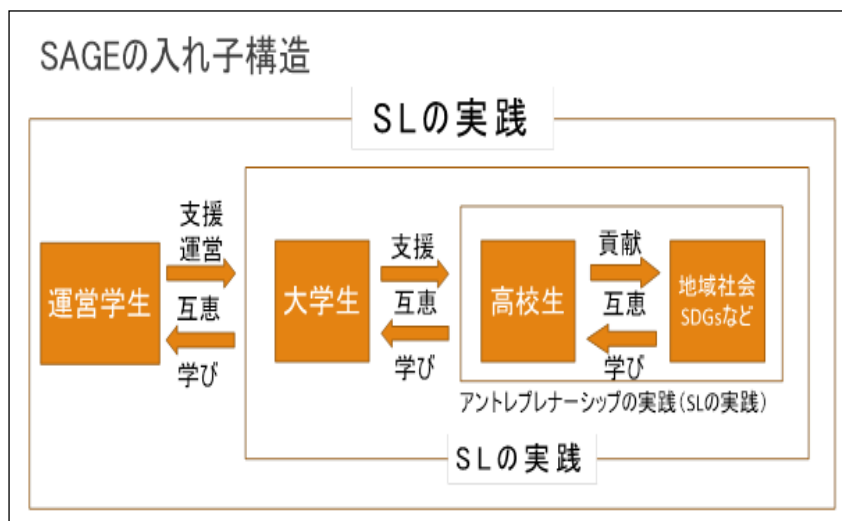 SAGEの入れ子構造
SLの実践
支援
運営
運営学生
互恵
学び
大学生
支援
互恵
学び
高校生
貢献
互恵
学び
地域社会
SDGsなど
アントレプレナーシップの実践(SLの実践)
SLの実践